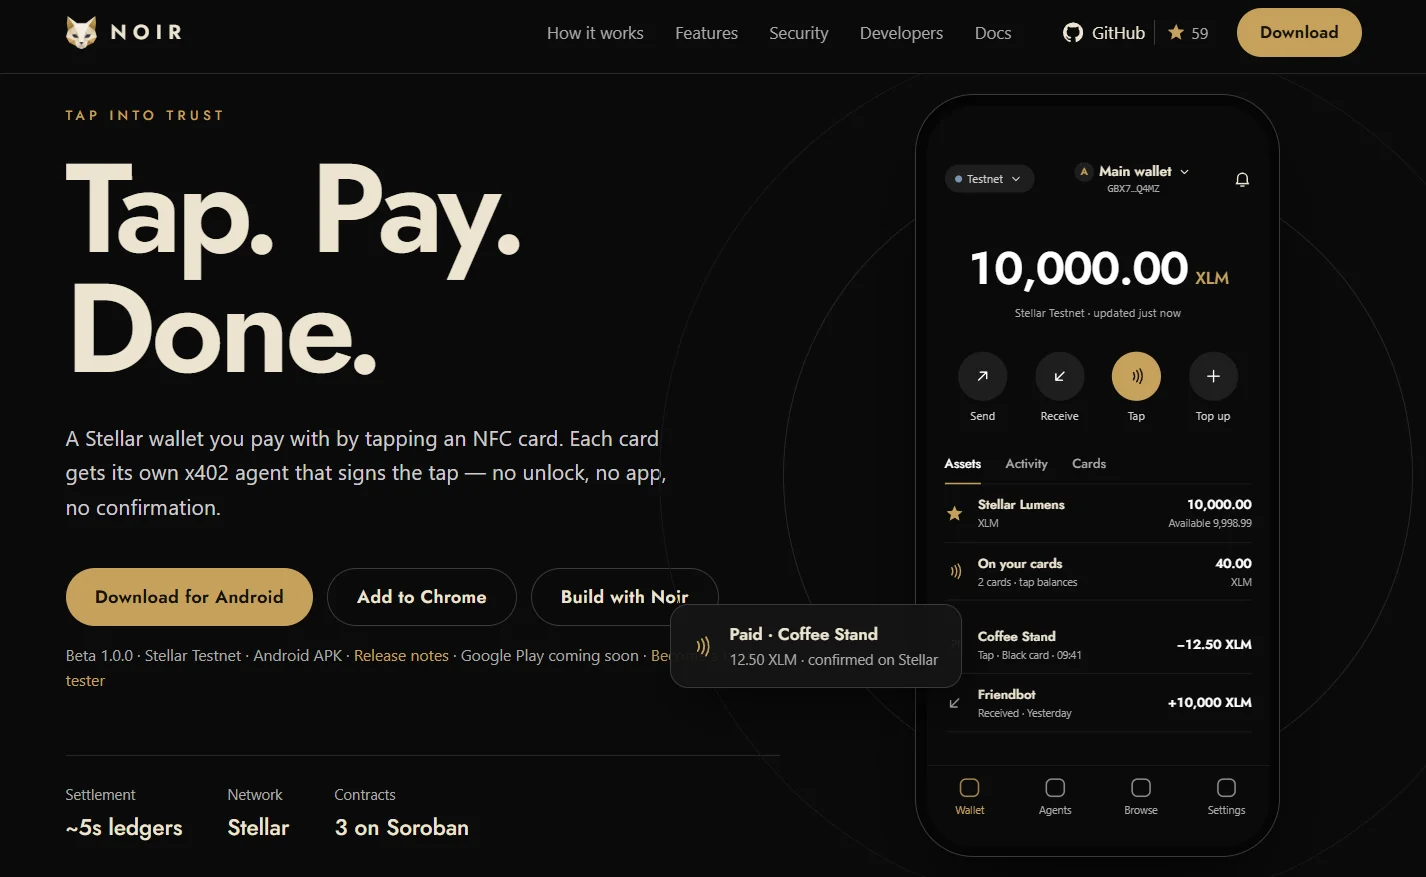 NOIR
How it works
Features
Security
Developers
Docs
GitHub
59
Download
TAP INTO TRUST
Tap. Pay.
Done.
A Stellar wallet you pay with by tapping an NFC card. Each card
gets its own x402 agent that signs the tap — no unlock, no app,
no confirmation.
Download for Android
Add to Chrome
Build with Noir
Beta 1.0.0 · Stellar Testnet · Android APK · Release notes · Google Play coming soon ·
tester
Settlement
~5s ledgers
Network
Stellar
Contracts
3 on Soroban
Paid · Coffee Stand
12.50 XLM · confirmed on Stellar
Testnet
A
Main wallet
GBX7…Q4MZ
10,000.00 XLM
Stellar Testnet · updated just now
Send
Receive
Tap
Top up
Assets
Activity
Cards
Stellar Lumens
10,000.00
XLM
Available 9,998.99
On your cards
40.00
2 cards · tap balances
XLM
Coffee Stand
−12.50 XLM
Tap · Black card · 09:41
Friendbot
+10,000 XLM
Received · Yesterday
Wallet
Agents
Browse
Settings